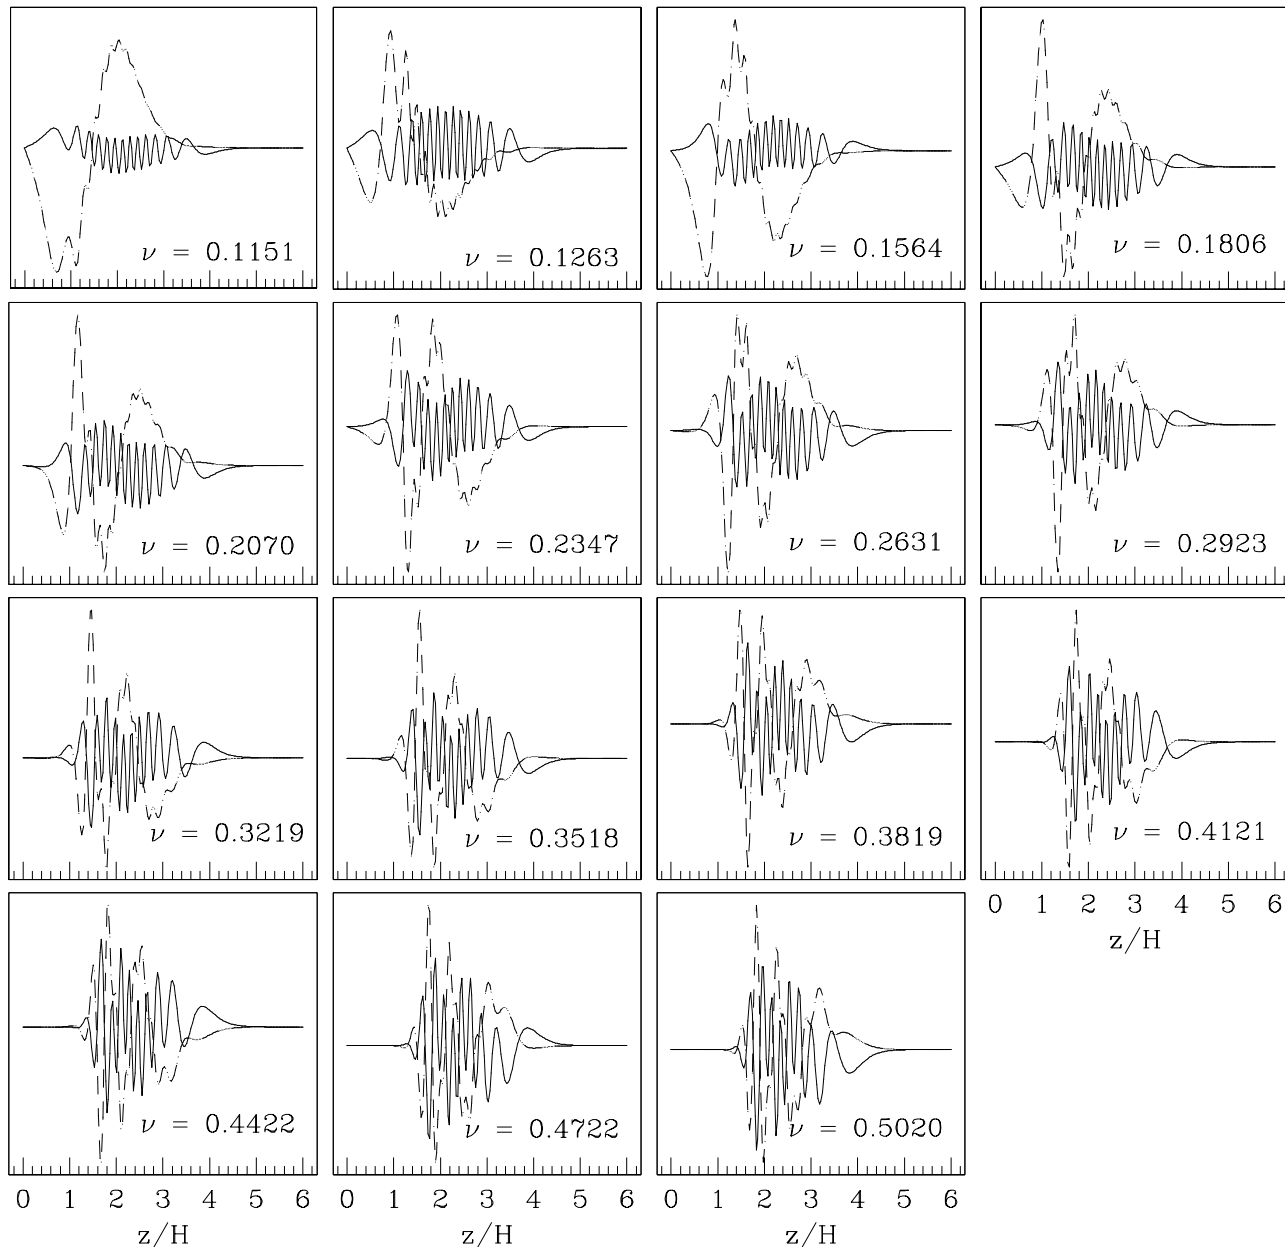 ν = 0.1151
ν = 0.1263
ν = 0.1564
ν = 0.1806
ν = 0.2070
ν = 0.2347
ν = 0.2631
ν = 0.2923
ν = 0.3219
ν = 0.3518
ν = 0.3819
ν = 0.4121
0 1 2 3 4 5 6
z/H
ν = 0.4422
ν = 0.4722
ν = 0.5020
0 1 2 3 4 5 6
0 1 2 3 4 5 6
0 1 2 3 4 5 6
z/H
z/H
z/H